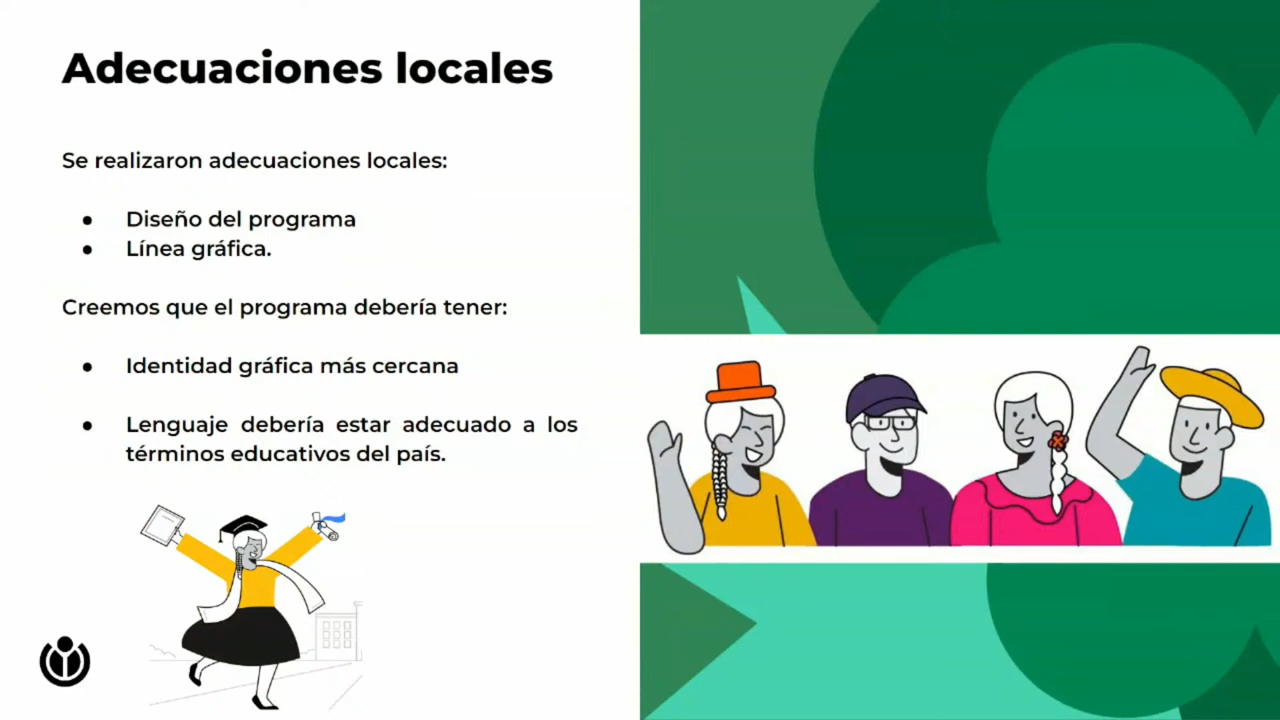 Adecuaciones locales
Se realizaron adecuaciones locales:
● Diseño del programa
● Línea gráfica.
Creemos que el programa debería tener:
● Identidad gráfica más cercana
● Lenguaje debería estar adecuado a los
términos educativos del país.